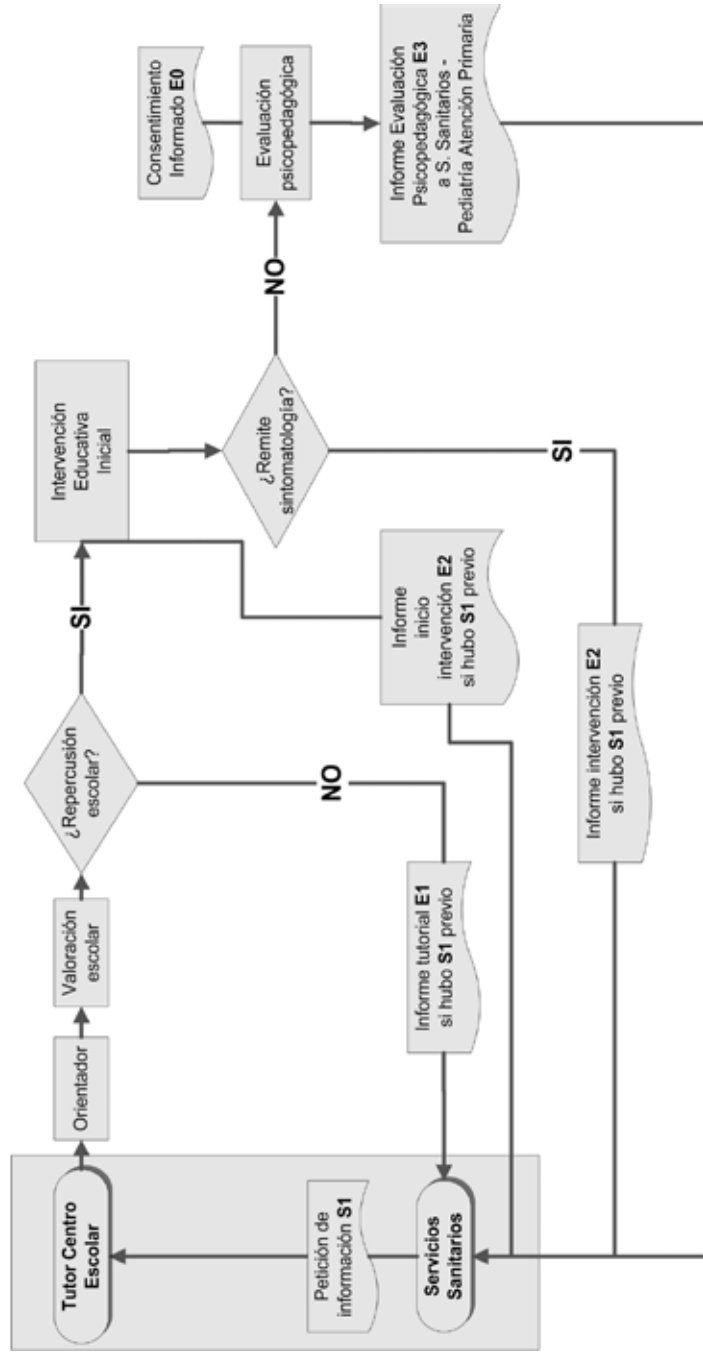 Tutor Centro
Escolar
Orientador
Valoración
escolar
¿Repercusión
escolar?
SI
Intervención
Educativa
Inicial
¿Remite
sintomatología?
NO
Evaluación
psicopedagógica
Consentimiento
Informado E0
Informe Evaluación
Psicopedagógica E3
a S. Sanitarios -
Pediatría Atención Primaria
NO
Informe tutorial E1
si hubo S1 previo
Informe
inicio
intervención E2
si hubo S1 previo
SI
Informe intervención E2
si hubo S1 previo
Petición de
información S1
Servicios
Sanitarios